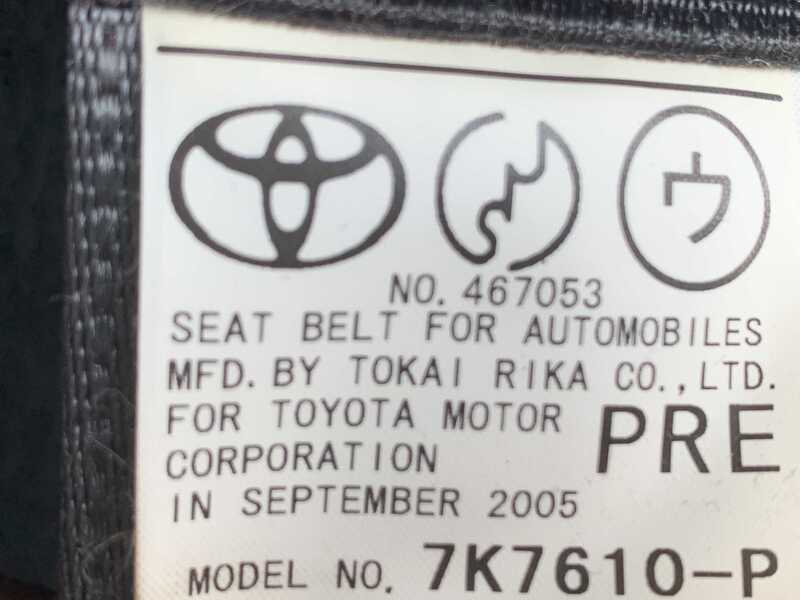 ウ
NO. 467053
SEAT BELT FOR AUTOMOBILES
MFD. BY TOKAI RIKA CO., LTD.
FOR TOYOTA MOTOR
CORPORATION
PRE
IN SEPTEMBER 2005
MODEL NO. 7K7610-P